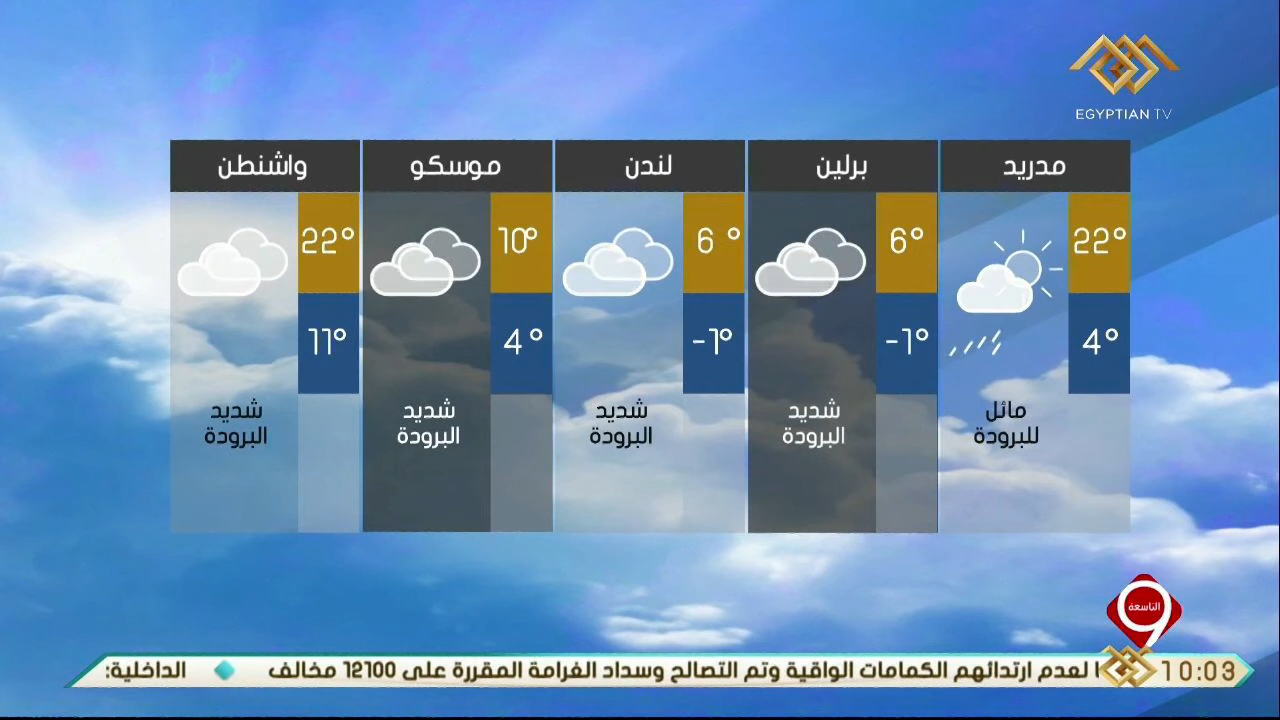 EGYPTIAN TV
مدريد
22°
4°
مائل
للبرودة
برلين
6°
-1°
شديد
البرودة
لندن
6°
-1°
شديد
البرودة
موسكو
10°
4°
شديد
البرودة
واشنطن
22°
11°
شديد
البرودة
التاسعة
9
10:03
لعدم ارتدائهم الكمامات الواقية وتم التصالح وسداد الغرامة المقررة على 12100 مخالف
الداخلية: